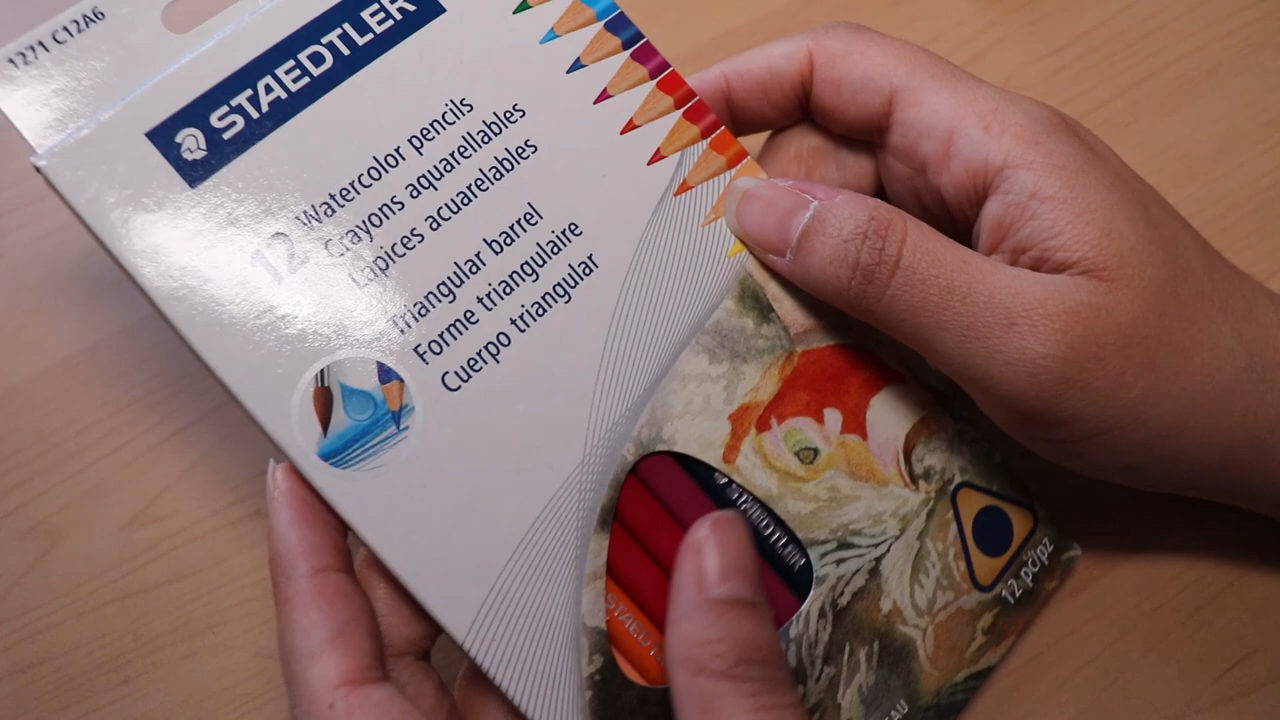 1271 C12A6
STAEDTLER
12
Watercolor pencils
Crayons aquarellables
Lápices acuarelables
Triangular barrel
Forme triangulaire
Cuerpo triangular
STAEDTLER
STAEDT
12 pc/pz